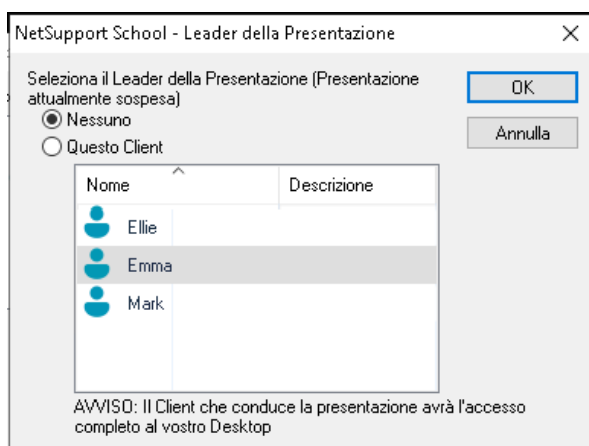 NetSupport School - Leader della Presentazione
Seleziona il Leader della Presentazione (Presentazione
attualmente sospesa)
OK
Nessuno
Annulla
Questo Client
Nome Descrizione
Ellie
Emma
Mark
AVVISO: Il Client che conduce la presentazione avrà l'accesso
completo al vostro Desktop